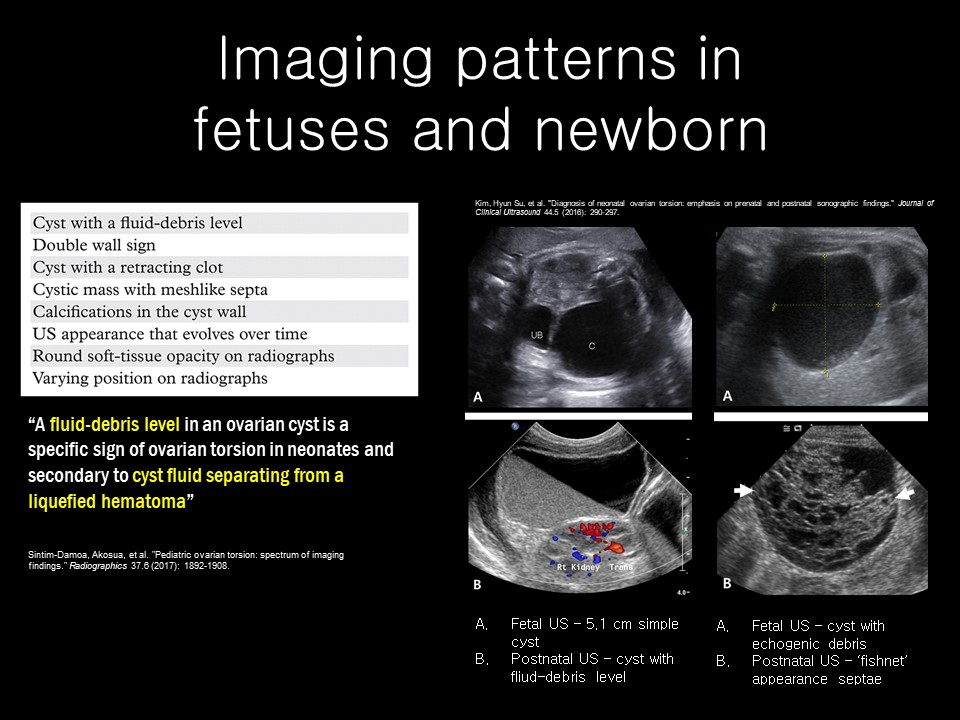 Imaging patterns in
fetuses and newborn
Cyst with a fluid-debris level
Double wall sign
Cyst with a retracting clot
Cystic mass with meshlike septa
Calcifications in the cyst wall
US appearance that evolves over time
Round soft-tissue opacity on radiographs
Varying position on radiographs
“A fluid-debris level in an ovarian cyst is a
specific sign of ovarian torsion in neonates and
secondary to cyst fluid separating from a
liquefied hematoma”
Sintim-Damoa, Akosua, et al. "Pediatric ovarian torsion: spectrum of imaging
findings." Radiographics 37.6 (2017): 1892-1908.
Kim, Hyun Su, et al. "Diagnosis of neonatal ovarian torsion: emphasis on prenatal and postnatal sonographic findings." Journal of
Clinical Ultrasound 44.5 (2016): 290-297.
UB
C
A
Rt Kidney Trans
B
4.0-
A
B
A. Fetal US – 5.1 cm simple
cyst
B. Postnatal US – cyst with
fliud-debris level
A. Fetal US – cyst with
echogenic debris
B. Postnatal US – ‘fishnet’
appearance septae